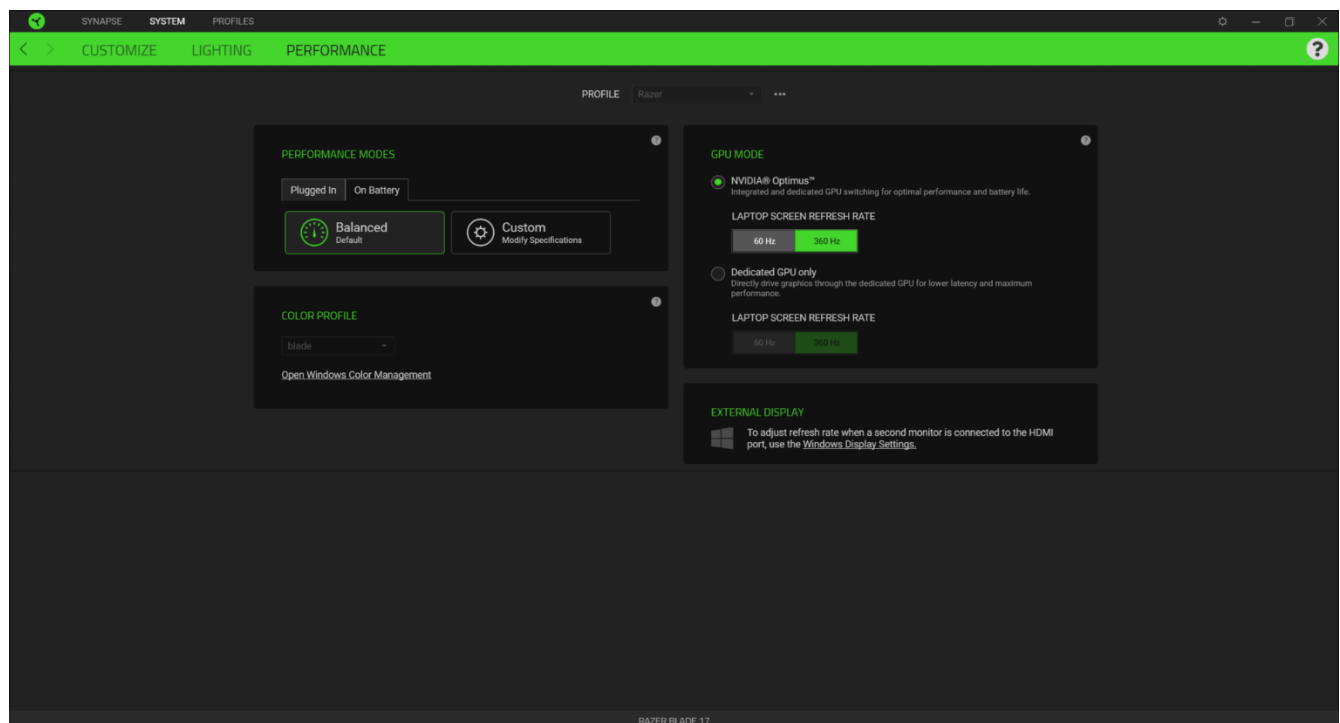 SYNAPSE SYSTEM PROFILES
CUSTOMIZE LIGHTING PERFORMANCE
?
PROFILE Razer
PERFORMANCE MODES
?
Plugged In On Battery
Balanced
Default
Custom
Modify Specifications
COLOR PROFILE
?
blade
Open Windows Color Management
GPU MODE
?
NVIDIA® Optimus™
Integrated and dedicated GPU switching for optimal performance and battery life.
LAPTOP SCREEN REFRESH RATE
60 Hz 360 Hz
Dedicated GPU only
Directly drive graphics through the dedicated GPU for lower latency and maximum
performance.
LAPTOP SCREEN REFRESH RATE
60 Hz 360 Hz
EXTERNAL DISPLAY
To adjust refresh rate when a second monitor is connected to the HDMI
port, use the Windows Display Settings.
RAZER BLADE 17